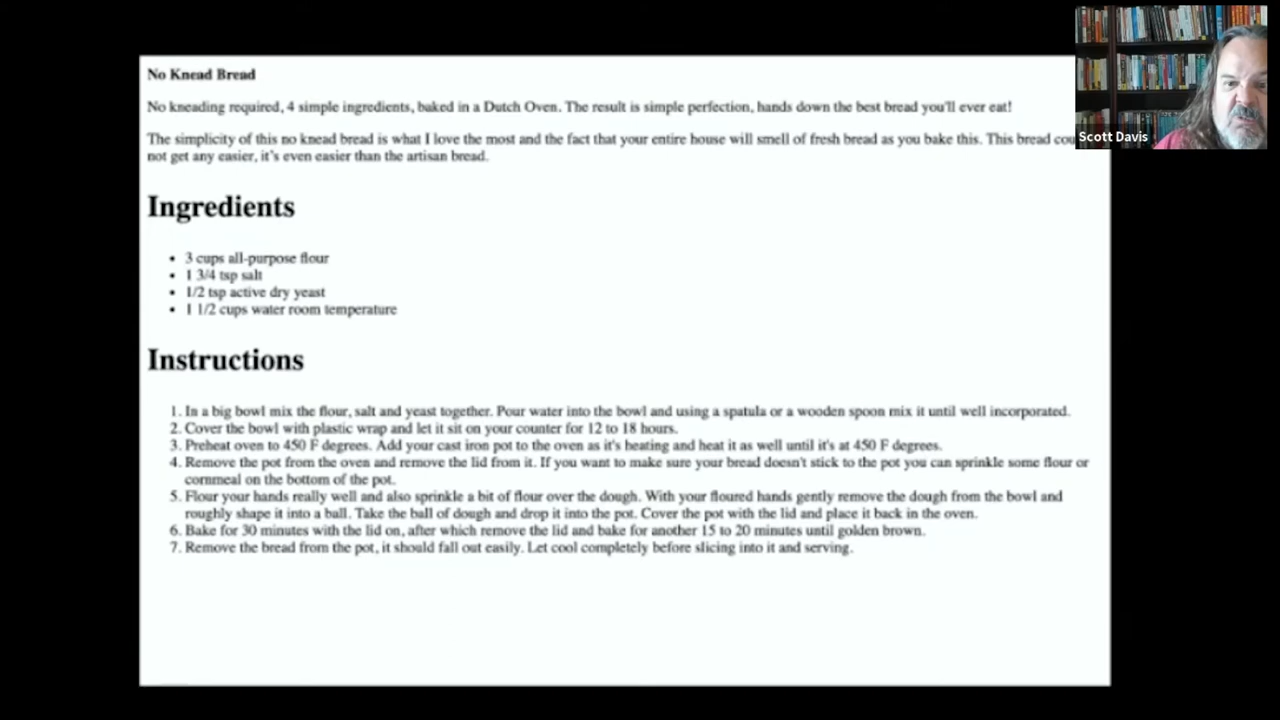 No Knead Bread
No kneading required, 4 simple ingredients, baked in a Dutch Oven. The result is simple perfection, hands down the best bread you'll ever eat!
The simplicity of this no knead bread is what I love the most and the fact that your entire house will smell of fresh bread as you bake this. This bread
not get any easier, it's even easier than the artisan bread.
Ingredients
• 3 cups all-purpose flour
• 1 3/4 tsp salt
• 1/2 tsp active dry yeast
• 1 1/2 cups water room temperature
Instructions
1. In a big bowl mix the flour, salt and yeast together. Pour water into the bowl and using a spatula or a wooden spoon mix it until well incorporated.
2. Cover the bowl with plastic wrap and let it sit on your counter for 12 to 18 hours.
3. Preheat oven to 450 F degrees. Add your cast iron pot to the oven as it's heating and heat it as well until it's at 450 F degrees.
4. Remove the pot from the oven and remove the lid from it. If you want to make sure your bread doesn't stick to the pot you can sprinkle some flour or
cornmeal on the bottom of the pot.
5. Flour your hands really well and also sprinkle a bit of flour over the dough. With your floured hands gently remove the dough from the bowl and
roughly shape it into a ball. Take the ball of dough and drop it into the pot. Cover the pot with the lid and place it back in the oven.
6. Bake for 30 minutes with the lid on, after which remove the lid and bake for another 15 to 20 minutes until golden brown.
7. Remove the bread from the pot, it should fall out easily. Let cool completely before slicing into it and serving.
Scott Davis